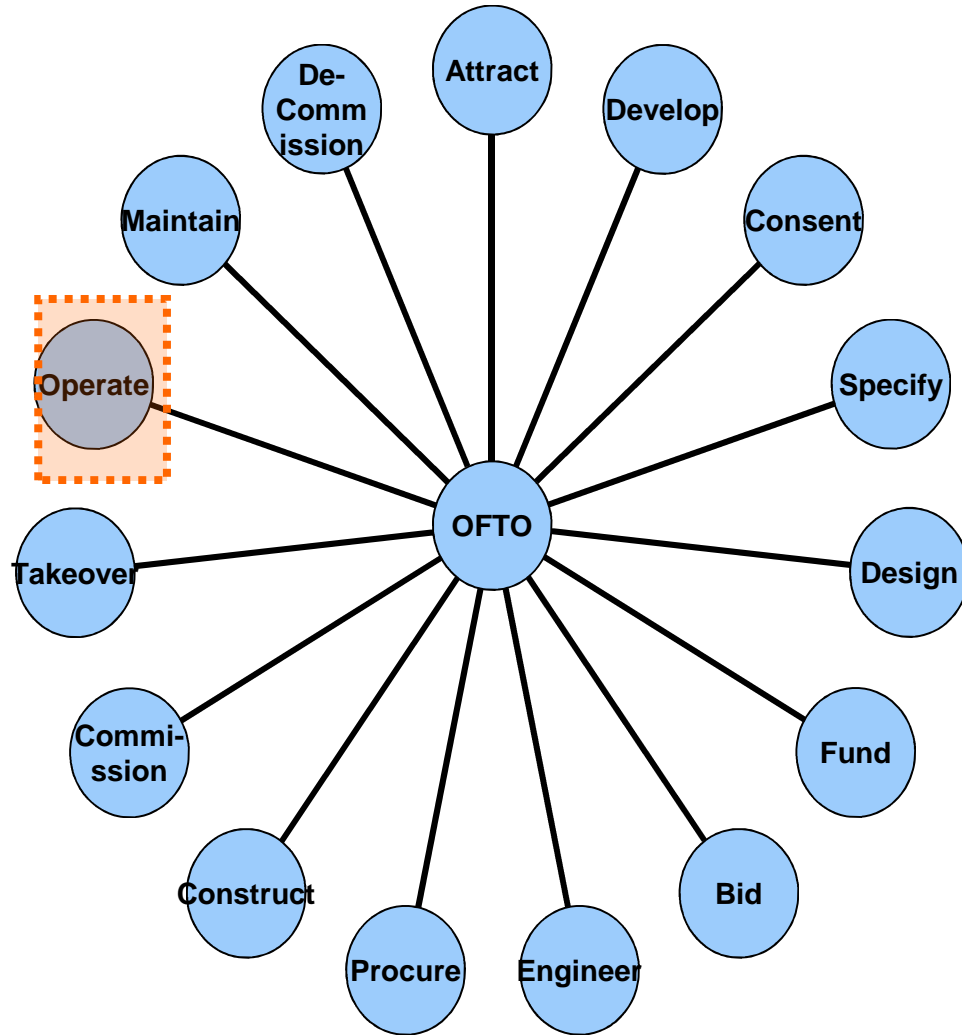 Attract
Develop
Consent
Specify
Design
Fund
Bid
Engineer
Procure
Construct
Commi-
ssion
Takeover
Operate
Maintain
De-
Comm
ission
OFTO